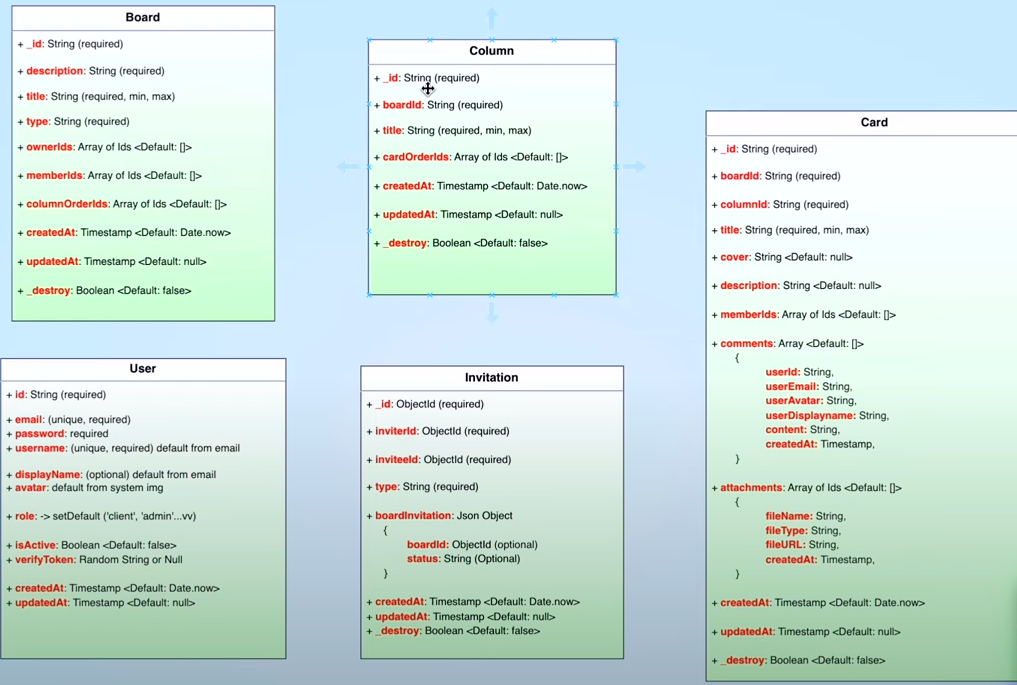 Board
+ _id: String (required)
+ description: String (required)
+ title: String (required, min, max)
+ type: String (required)
+ ownerIds: Array of Ids <Default: []>
+ memberIds: Array of Ids <Default: []>
+ columnOrderIds: Array of Ids <Default: []>
+ createdAt: Timestamp <Default: Date.now>
+ updatedAt: Timestamp <Default: null>
+ _destroy: Boolean <Default: false>
Column
+ _id: String (required)
+ boardId: String (required)
+ title: String (required, min, max)
+ cardOrderIds: Array of Ids <Default: []>
+ createdAt: Timestamp <Default: Date.now>
+ updatedAt: Timestamp <Default: null>
+ _destroy: Boolean <Default: false>
Card
+ _id: String (required)
+ boardId: String (required)
+ columnId: String (required)
+ title: String (required, min, max)
+ cover: String <Default: null>
+ description: String <Default: null>
+ memberIds: Array of Ids <Default: []>
+ comments: Array <Default: []>
{
userId: String,
userEmail: String,
userAvatar: String,
userDisplayname: String,
content: String,
createdAt: Timestamp,
}
+ attachments: Array of Ids <Default: []>
{
fileName: String,
fileType: String,
fileURL: String,
createdAt: Timestamp,
}
+ createdAt: Timestamp <Default: Date.now>
+ updatedAt: Timestamp <Default: null>
+ _destroy: Boolean <Default: false>
User
+ id: String (required)
+ email: (unique, required)
+ password: required
+ username: (unique, required) default from email
+ displayName: (optional) default from email
+ avatar: default from system img
+ role: -> setDefault ('client', 'admin'...vv)
+ isActive: Boolean <Default: false>
+ verifyToken: Random String or Null
+ createdAt: Timestamp <Default: Date.now>
+ updatedAt: Timestamp <Default: null>
Invitation
+ _id: ObjectId (required)
+ inviterId: ObjectId (required)
+ inviteeId: ObjectId (required)
+ type: String (required)
+ boardInvitation: Json Object
{
boardId: ObjectId (optional)
status: String (Optional)
}
+ createdAt: Timestamp <Default: Date.now>
+ updatedAt: Timestamp <Default: null>
+ _destroy: Boolean <Default: false>